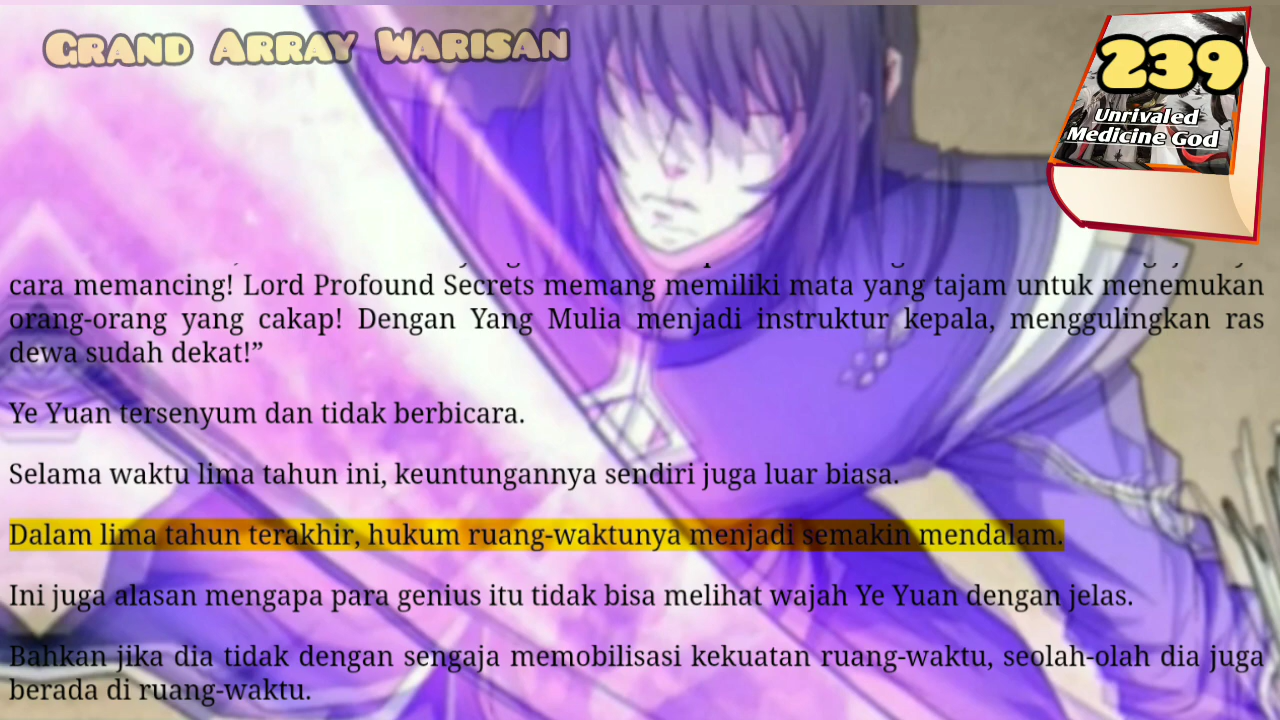 GRAND ARRAY WARISAN
239
Unrivaled
Medicine God
cara memancing! Lord Profound Secrets memang memiliki mata yang tajam untuk menemukan
orang-orang yang cakap! Dengan Yang Mulia menjadi instruktur kepala, menggulingkan ras
dewa sudah dekat!”
Ye Yuan tersenyum dan tidak berbicara.
Selama waktu lima tahun ini, keuntungannya sendiri juga luar biasa.
Dalam lima tahun terakhir, hukum ruang-waktunya menjadi semakin mendalam.
Ini juga alasan mengapa para genius itu tidak bisa melihat wajah Ye Yuan dengan jelas.
Bahkan jika dia tidak dengan sengaja memobilisasi kekuatan ruang-waktu, seolah-olah dia juga
berada di ruang-waktu.